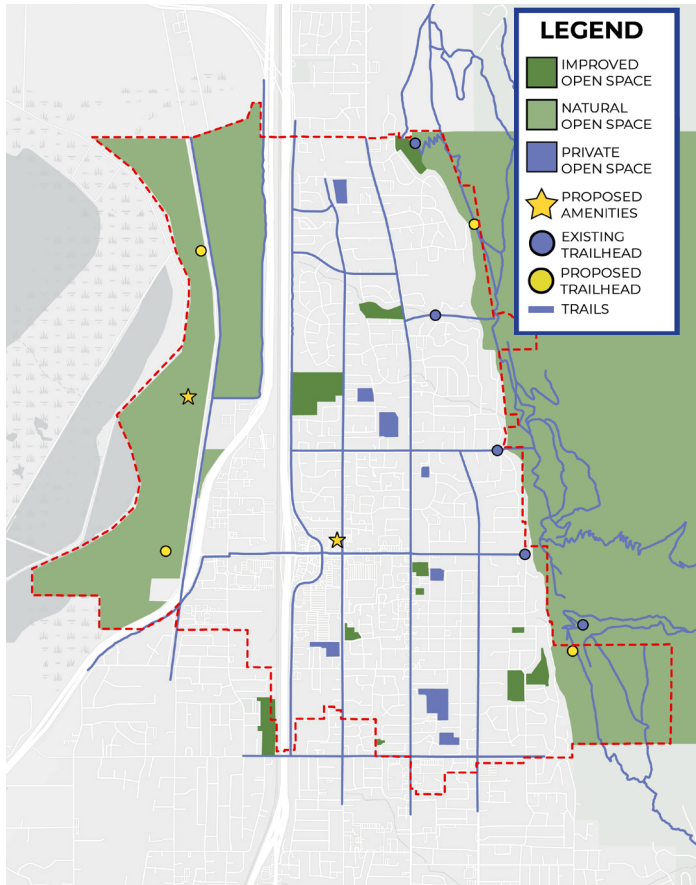 LEGEND
IMPROVED
OPEN SPACE
NATURAL
OPEN SPACE
PRIVATE
OPEN SPACE
PROPOSED
AMENITIES
EXISTING
TRAILHEAD
PROPOSED
TRAILHEAD
TRAILS